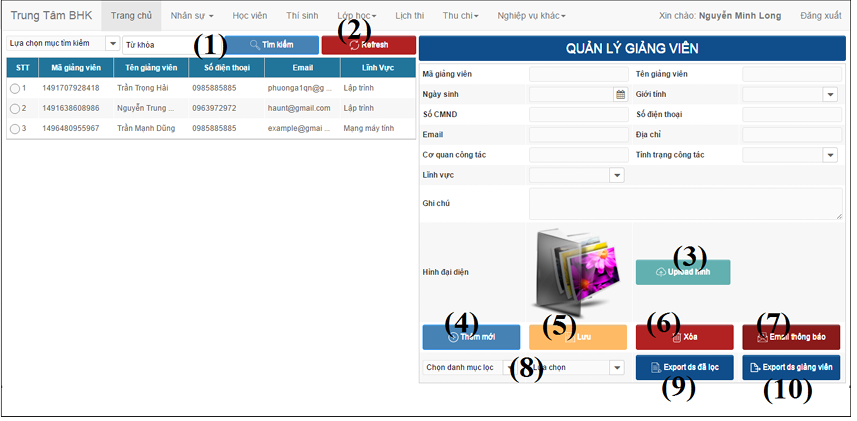 Trung Tâm BHK Trang chủ Nhân sự Học viên Thí sinh Lớp học Lịch thi Thu chi Nghiệp vụ khác Xin chào: Nguyễn Minh Long Đăng xuất
Lựa chọn mục tìm kiếm Từ khóa (1) Tìm kiếm (2) Refresh
STT Mã giảng viên Tên giảng viên Số điện thoại Email Lĩnh Vực
1 1491707928418 Trần Trọng Hải 0985885885 phuonga1qn@g ... Lập trình
2 1491638608986 Nguyễn Trung ... 0963972972 haunt@gmail.com Lập trình
3 1496480955967 Trần Mạnh Dũng 0985885885 example@gmai ... Mạng máy tính
QUẢN LÝ GIẢNG VIÊN
Mã giảng viên Tên giảng viên
Ngày sinh Giới tính
Số CMND Số điện thoại
Email Địa chỉ
Cơ quan công tác Tình trạng công tác
Lĩnh vực
Ghi chú
Hình đại diện (3) Upload hình
(4) Thêm mới (5) Lưu (6) Xóa (7) Email thông báo
Chọn danh mục lọc (8) Lựa chọn Export ds đã lọc Export ds giảng viên
(9) (10)